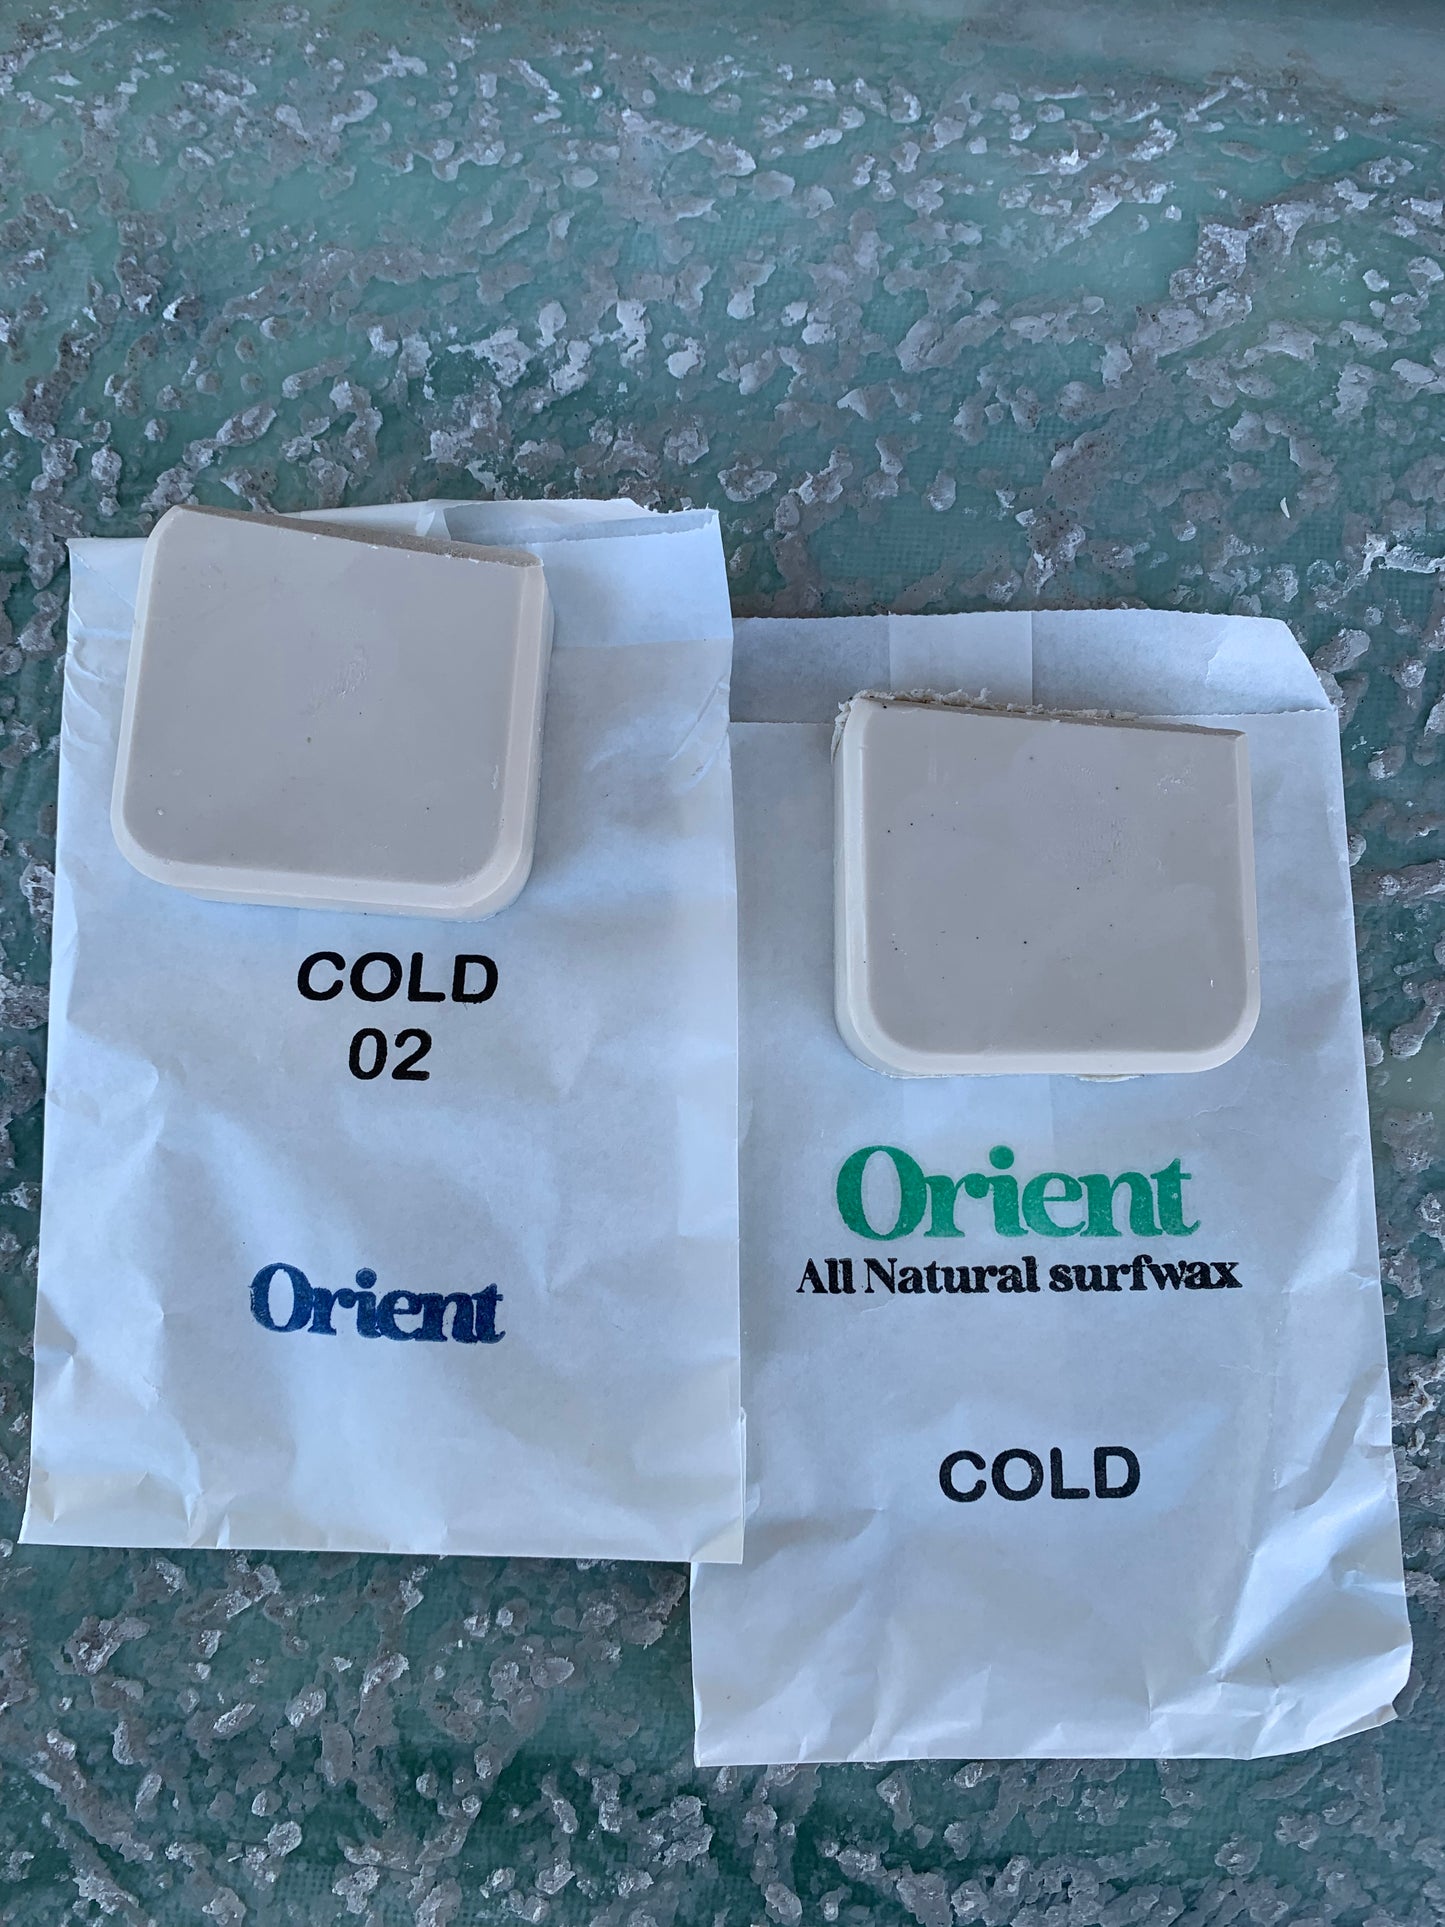 COLD
02
Orient
Orient
All Natural surfwax
COLD